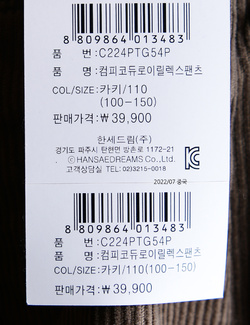 8 809864 013483
품 번:C224PTG54P
품 명:컴피코듀로이릴렉스팬츠
COL/SIZE:카키/110
(100-150)
판매가격:₩39,900
한세드림(주)
경기도 파주시 탄현면 방촌로 1172-21
ⓒHANSAEDREAMS Co.,Ltd
고객상담실 TEL:02)3215-0018
2022/07 중국
8 809864 013483
품 번:C224PTG54P
품 명:컴피코듀로이릴렉스팬츠
COL/SIZE:카키/110(100-150)
판매가격:₩39,900